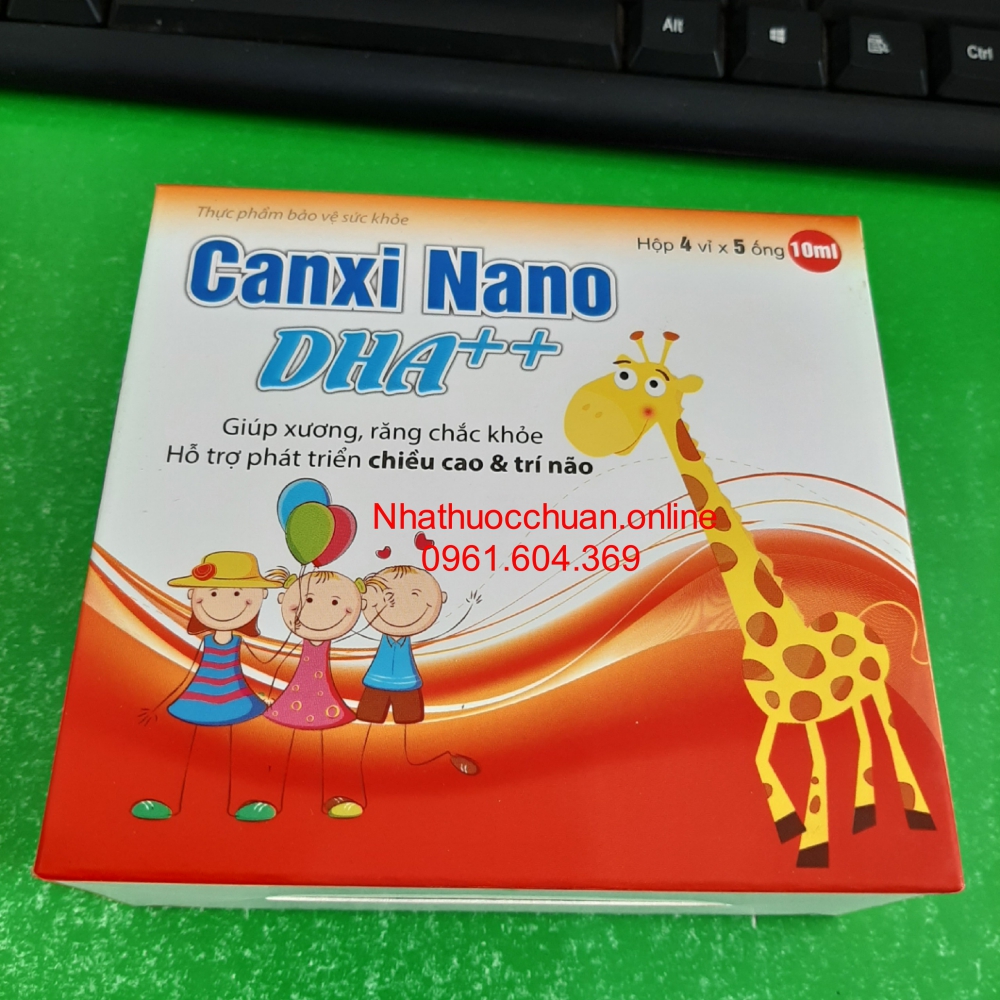 Alt
Ctrl
Thực phẩm bảo vệ sức khỏe
Hộp 4 vỉ x 5 ống 10ml
Canxi Nano
DHA++
Giúp xương, răng chắc khỏe
Hỗ trợ phát triển chiều cao & trí não
Nhathuocchuan.online
0961.604.369